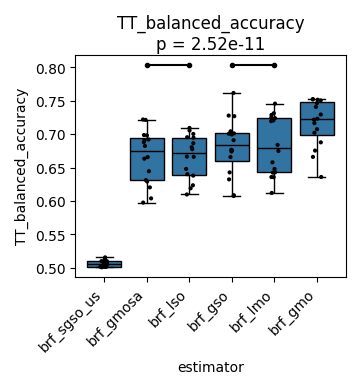 TT_balanced_accuracy
p = 2.52e-11
TT_balanced_accuracy
0.80
0.75
0.70
0.65
0.60
0.55
0.50
brf_sgso_us
brf_gmosa
brf_lso
brf_gso
brf_lmo
brf_gmo
estimator